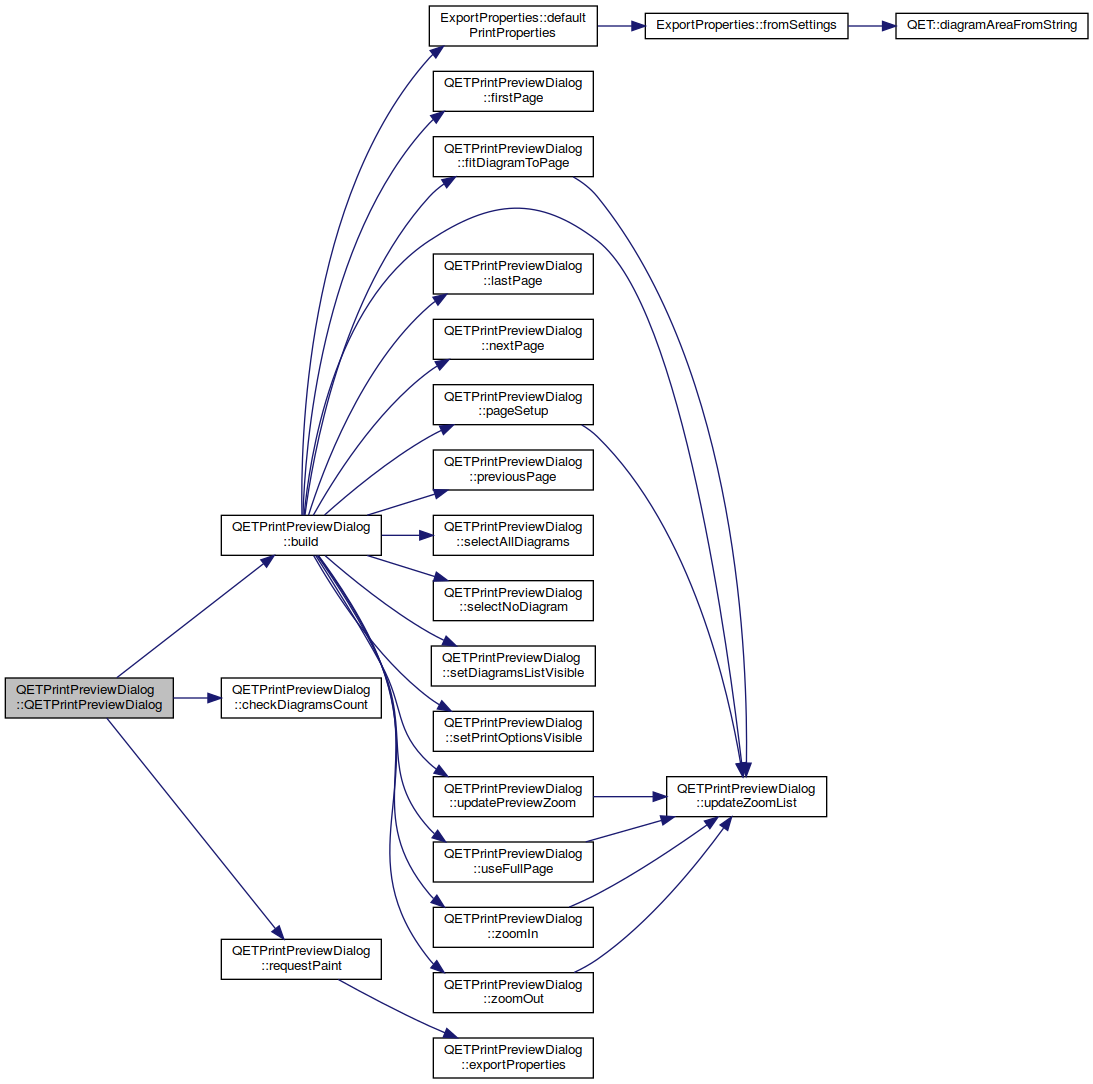 ExportProperties::default
PrintProperties
ExportProperties::fromSettings
QET::diagramAreaFromString
QETPrintPreviewDialog
::firstPage
QETPrintPreviewDialog
::fitDiagramToPage
QETPrintPreviewDialog
::lastPage
QETPrintPreviewDialog
::nextPage
QETPrintPreviewDialog
::pageSetup
QETPrintPreviewDialog
::previousPage
QETPrintPreviewDialog
::build
QETPrintPreviewDialog
::selectAllDiagrams
QETPrintPreviewDialog
::selectNoDiagram
QETPrintPreviewDialog
::setDiagramsListVisible
QETPrintPreviewDialog
::QETPrintPreviewDialog
QETPrintPreviewDialog
::checkDiagramsCount
QETPrintPreviewDialog
::setPrintOptionsVisible
QETPrintPreviewDialog
::updatePreviewZoom
QETPrintPreviewDialog
::updateZoomList
QETPrintPreviewDialog
::useFullPage
QETPrintPreviewDialog
::zoomIn
QETPrintPreviewDialog
::requestPaint
QETPrintPreviewDialog
::zoomOut
QETPrintPreviewDialog
::exportProperties